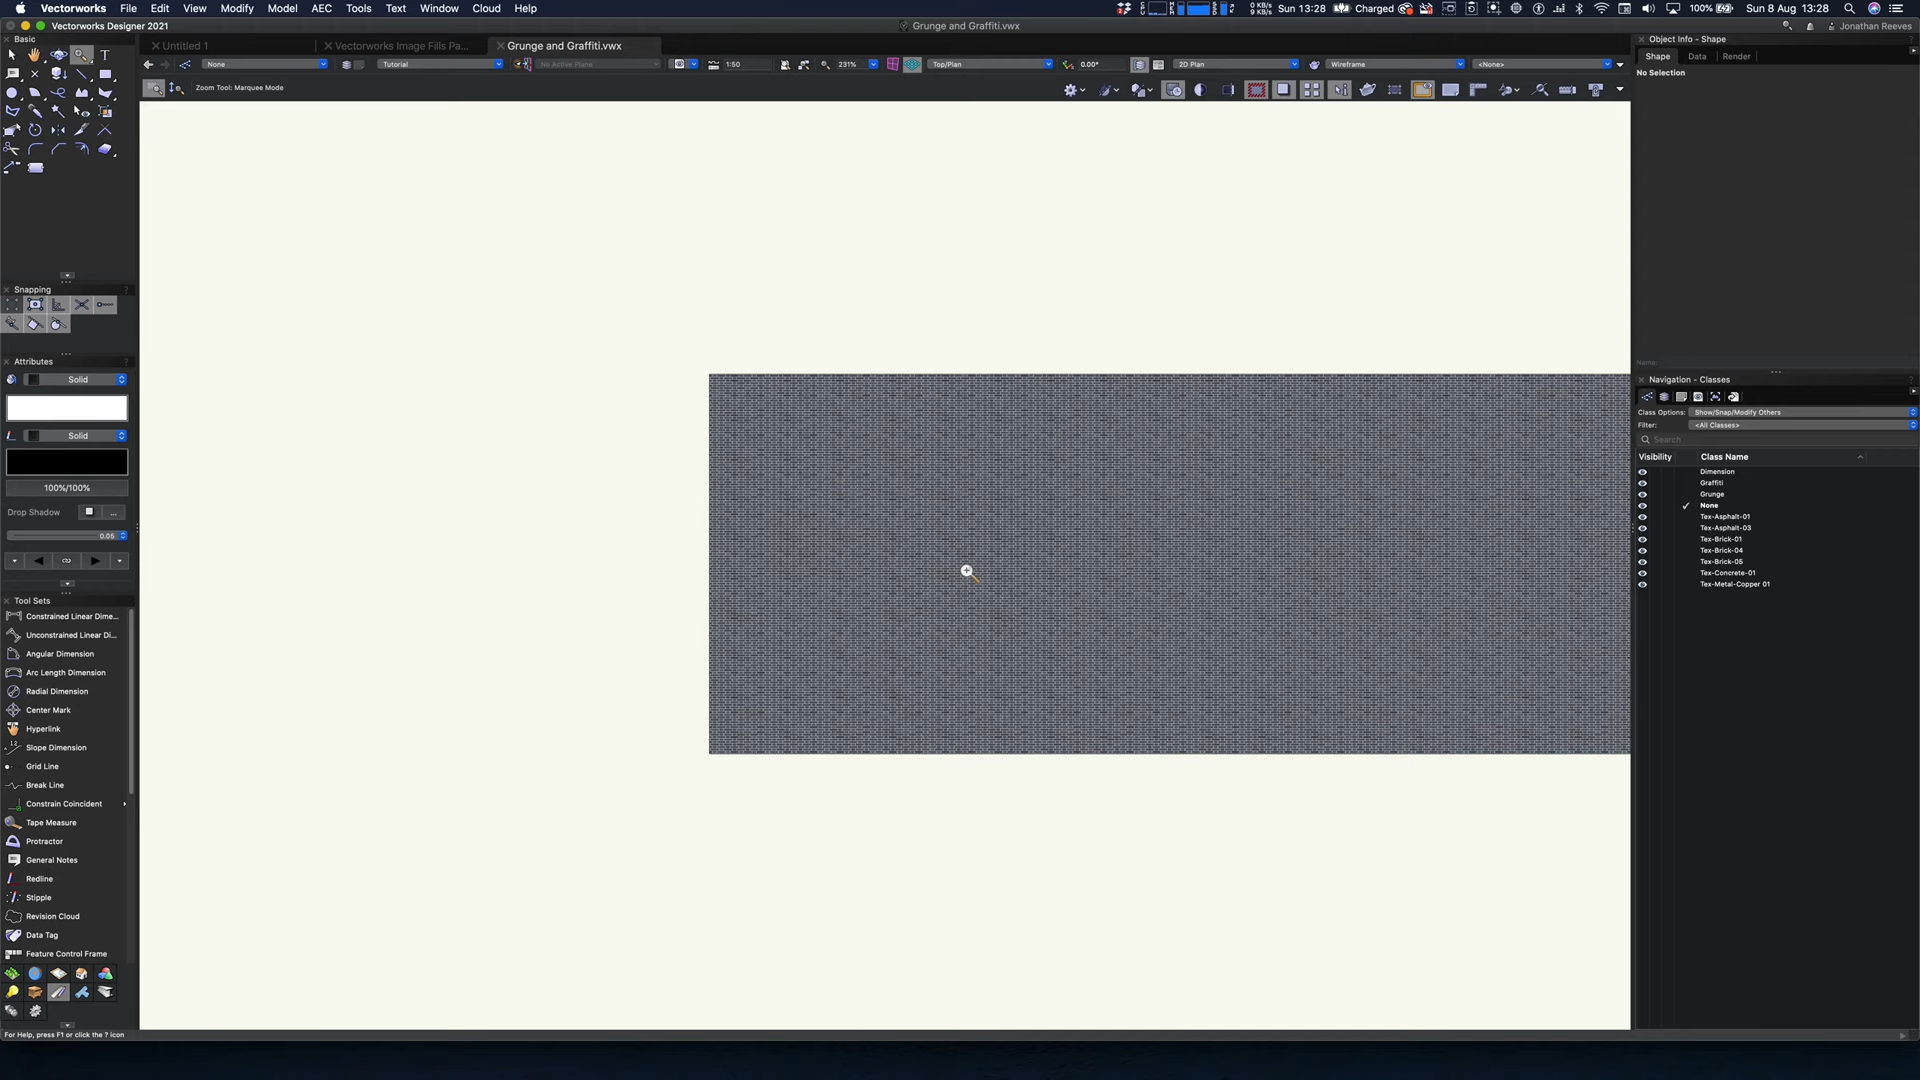 Vectorworks File Edit View Modify Model AEC Tools Text Window Cloud Help
0 KB/s
9 KB/s
Sun 13:28 Charged
100%
Sun 8 Aug 13:28
Vectorworks Designer 2021
Grunge and Graffiti.vwx
Jonathan Reeves
Basic
Untitled 1
Vectorworks Image Fills Pa...
Grunge and Graffiti.vwx
Object Info - Shape
Shape Data Render
No Selection
None
Tutorial
No Active Plane
1:50
231%
Top/Plan
0.00°
2D Plan
Wireframe
<None>
Zoom Tool: Marquee Mode
Snapping
Attributes
Solid
Solid
100%/100%
Drop Shadow
...
0.05
Tool Sets
Constrained Linear Dime...
Unconstrained Linear Di...
Angular Dimension
Arc Length Dimension
Radial Dimension
Center Mark
Hyperlink
Slope Dimension
Grid Line
Break Line
Constrain Coincident
Tape Measure
Protractor
General Notes
Redline
Stipple
Revision Cloud
Data Tag
Feature Control Frame
For Help, press F1 or click the ? icon
Name:
Navigation - Classes
Class Options: Show/Snap/Modify Others
Filter: <All Classes>
Search
Visibility Class Name
Dimension
Graffiti
Grunge
None
Tex-Asphalt-01
Tex-Asphalt-03
Tex-Brick-01
Tex-Brick-04
Tex-Brick-05
Tex-Concrete-01
Tex-Metal-Copper 01